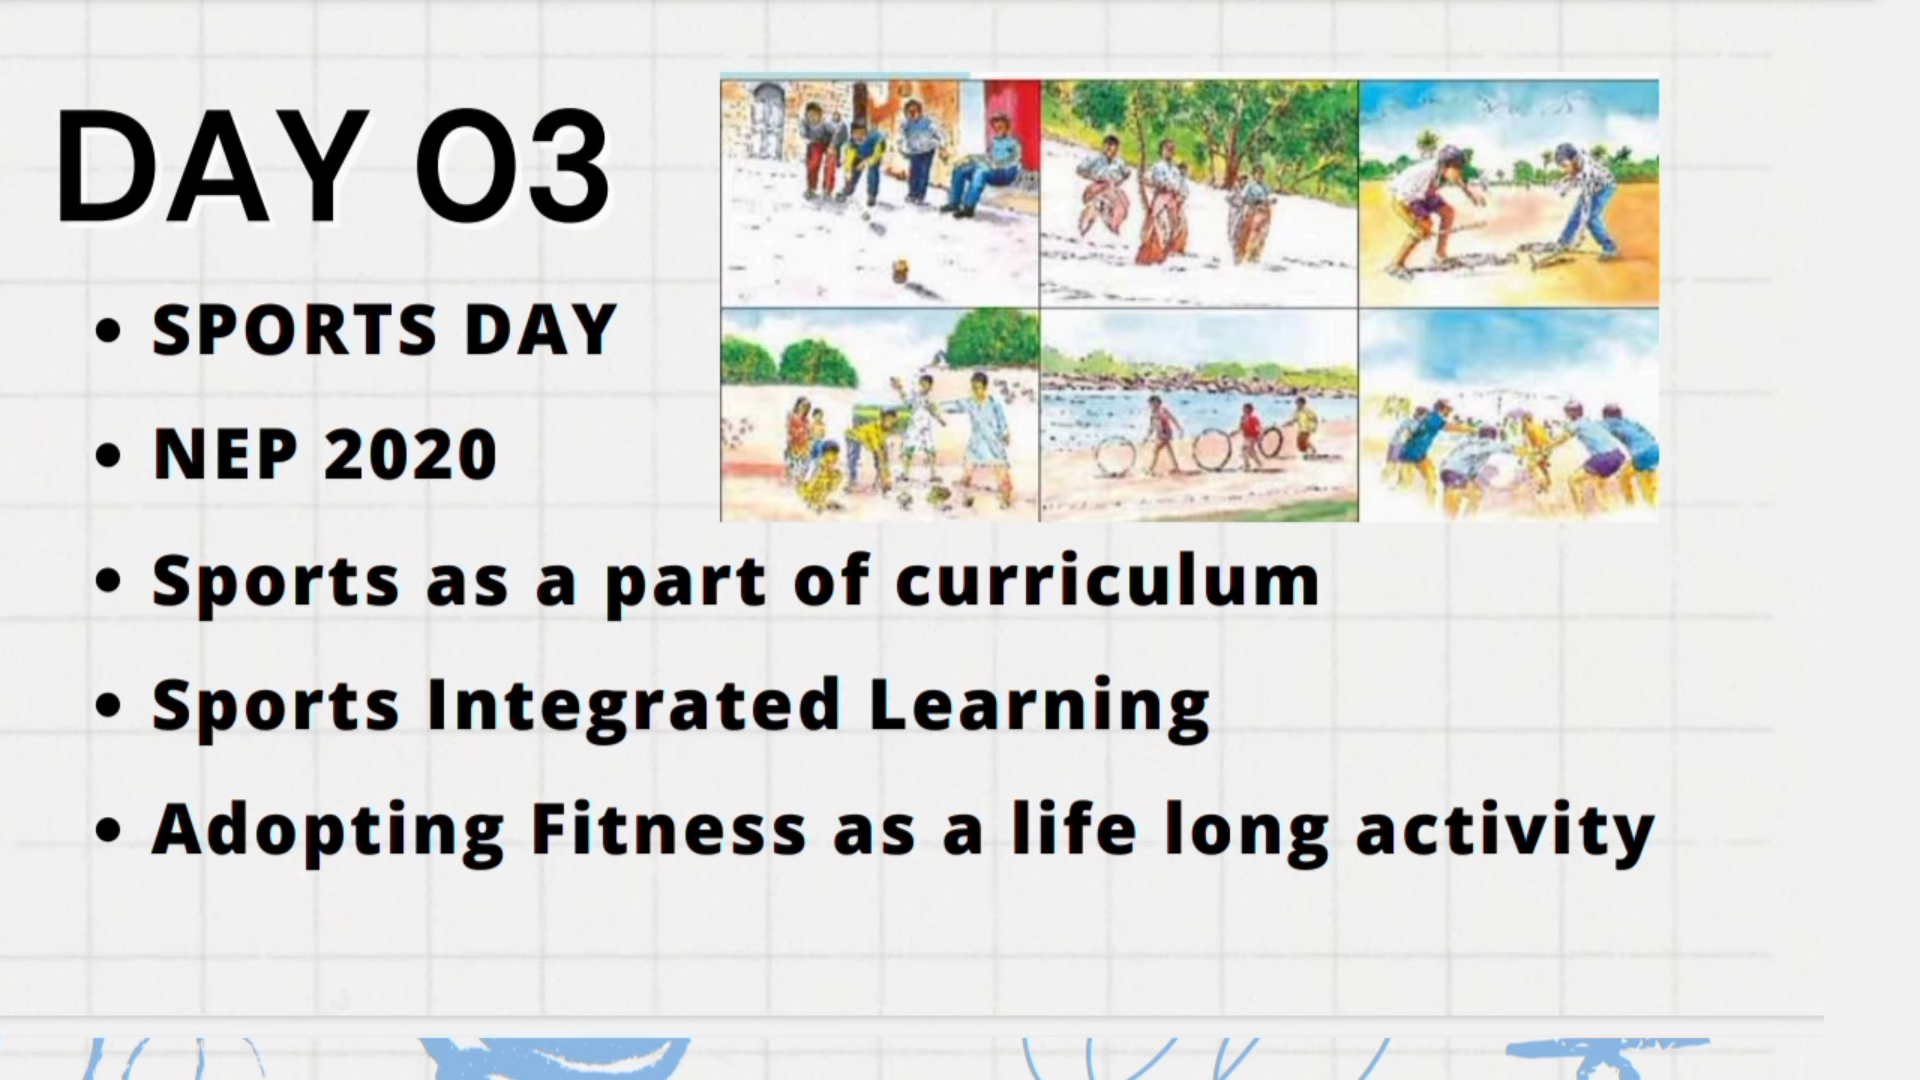 DAY 03
• SPORTS DAY
• NEP 2020
• Sports as a part of curriculum
• Sports Integrated Learning
• Adopting Fitness as a life long activity